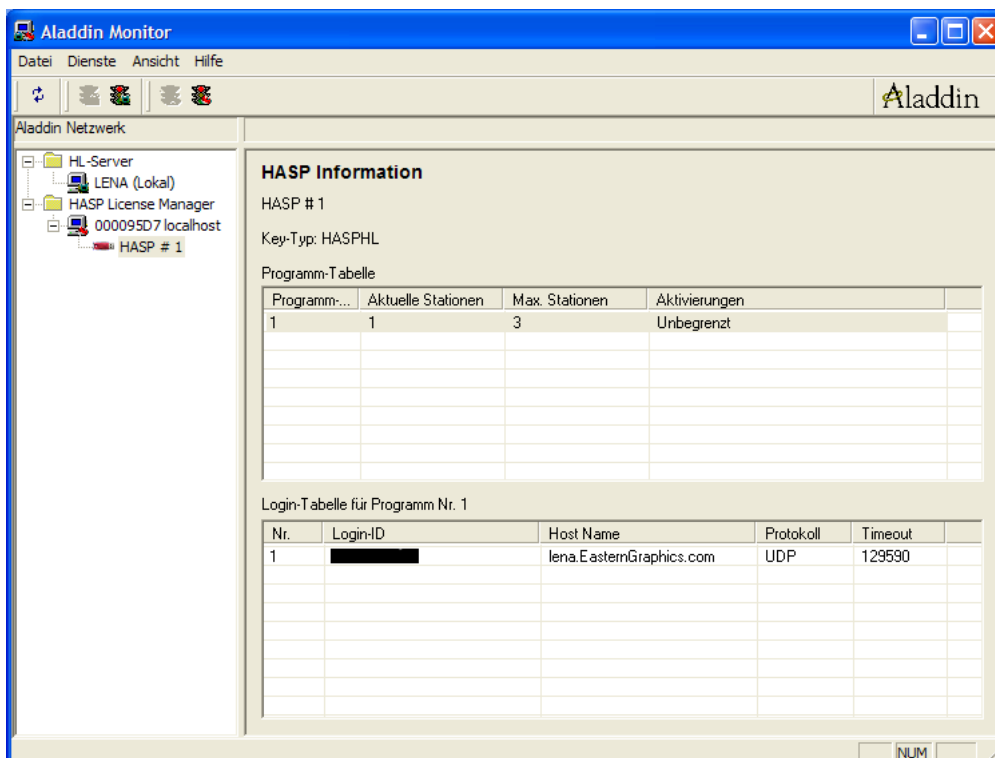 Aladdin Monitor
Datei Dienste Ansicht Hilfe
Aladdin
Aladdin Netzwerk
HL-Server
LENA (Lokal)
HASP License Manager
000095D7 localhost
HASP # 1
HASP Information
HASP # 1
Key-Typ: HASPHL
Programm-Tabelle
Programm-... Aktuelle Stationen Max. Stationen Aktivierungen
1 1 3 Unbegrenzt
Login-Tabelle für Programm Nr. 1
Nr. Login-ID Host Name Protokoll Timeout
1 lena.EasternGraphics.com UDP 129590
NUM